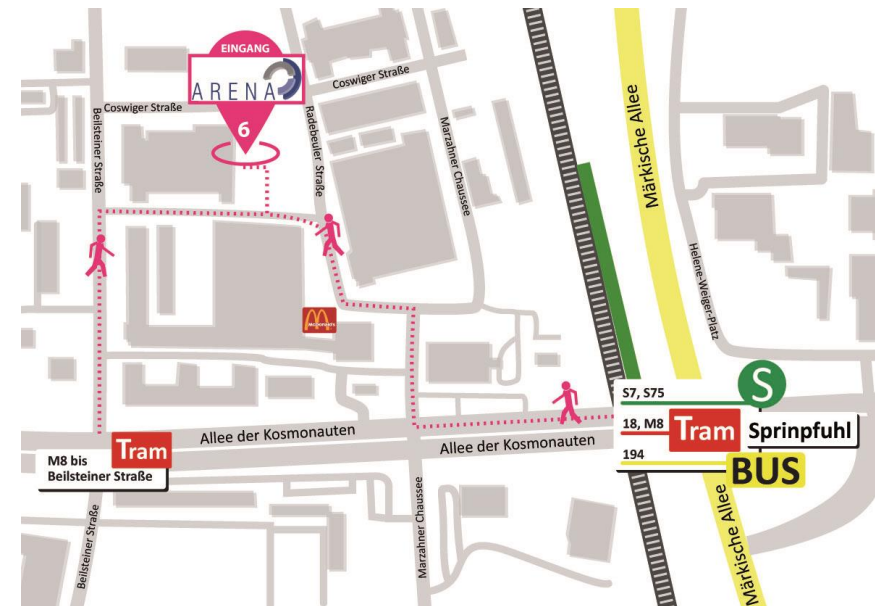 EINGANG
ARENA
6
Coswiger Straße
Coswiger Straße
Beilsteiner Straße
Radebeuler Straße
Marzahner Chaussee
Märkische Allee
Helene-Weiger-Platz
McDonald's
S
S7, S75
18, M8
Tram
Sprinpfuhl
194
BUS
Tram
M8 bis
Beilsteiner Straße
Allee der Kosmonauten
Allee der Kosmonauten
Beilsteiner Straße
Marzahner Chaussee
Märkische Allee